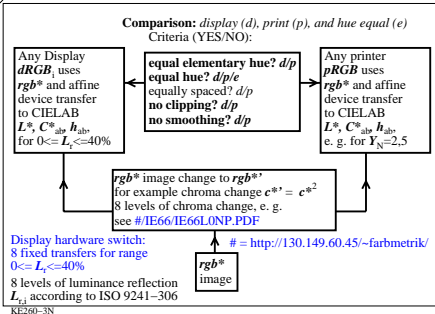 Comparison: display (d), print (p), and hue equal (e)
Criteria (YES/NO):
Any Display
dRGBi uses
rgb* and affine
device transfer
to CIELAB
L*, C*ab, hab,
for 0<= Lr<=40%
equal elementary hue? d/p
equal hue? d/p/e
equally spaced? d/p
no clipping? d/p
no smoothing? d/p
Any printer
pRGB uses
rgb* and affine
device transfer
to CIELAB
L*, C*ab, hab,
e. g. for YN=2,5
rgb* image change to rgb*'
for example chroma change c*' = c*2
8 levels of chroma change, e. g.
see #/IE66/IE66L0NP.PDF
Display hardware switch:
8 fixed transfers for range
0<= Lr<=40%
8 levels of luminance reflection
Lr,i according to ISO 9241−306
# = http://130.149.60.45/~farbmetrik/
rgb*
image
KE260−3N